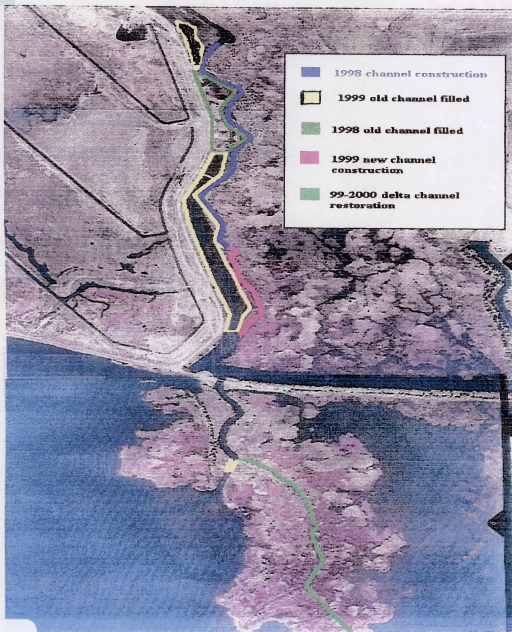 1998 channel construction
1999 old channel filled
1998 old channel filled
1999 new channel
construction
99-2000 delta channel
restoration